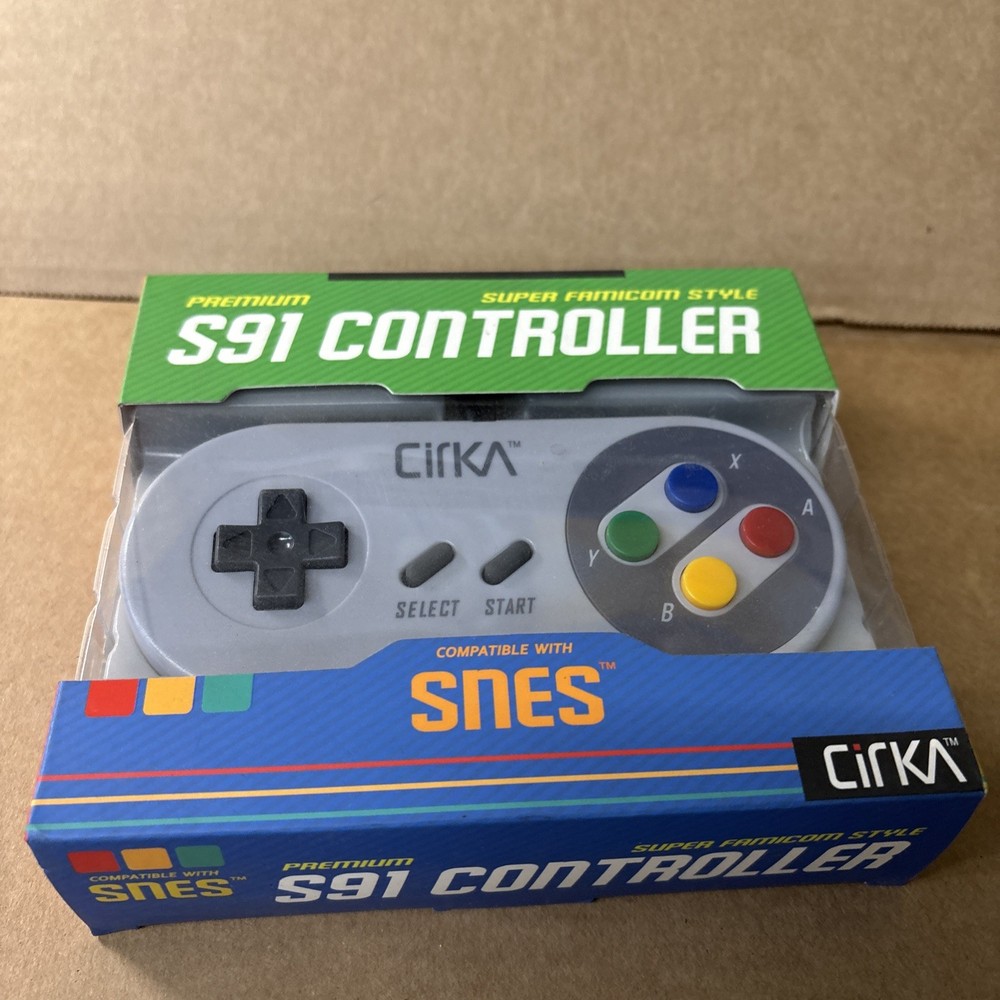 PREMIUM
SUPER FAMICOM STYLE
S91 CONTROLLER
CIrKA™
X
A
Y
B
SELECT
START
COMPATIBLE WITH
SNES™
CIrKA™
COMPATIBLE WITH
SNES™
PREMIUM
SUPER FAMICOM STYLE
S91 CONTROLLER